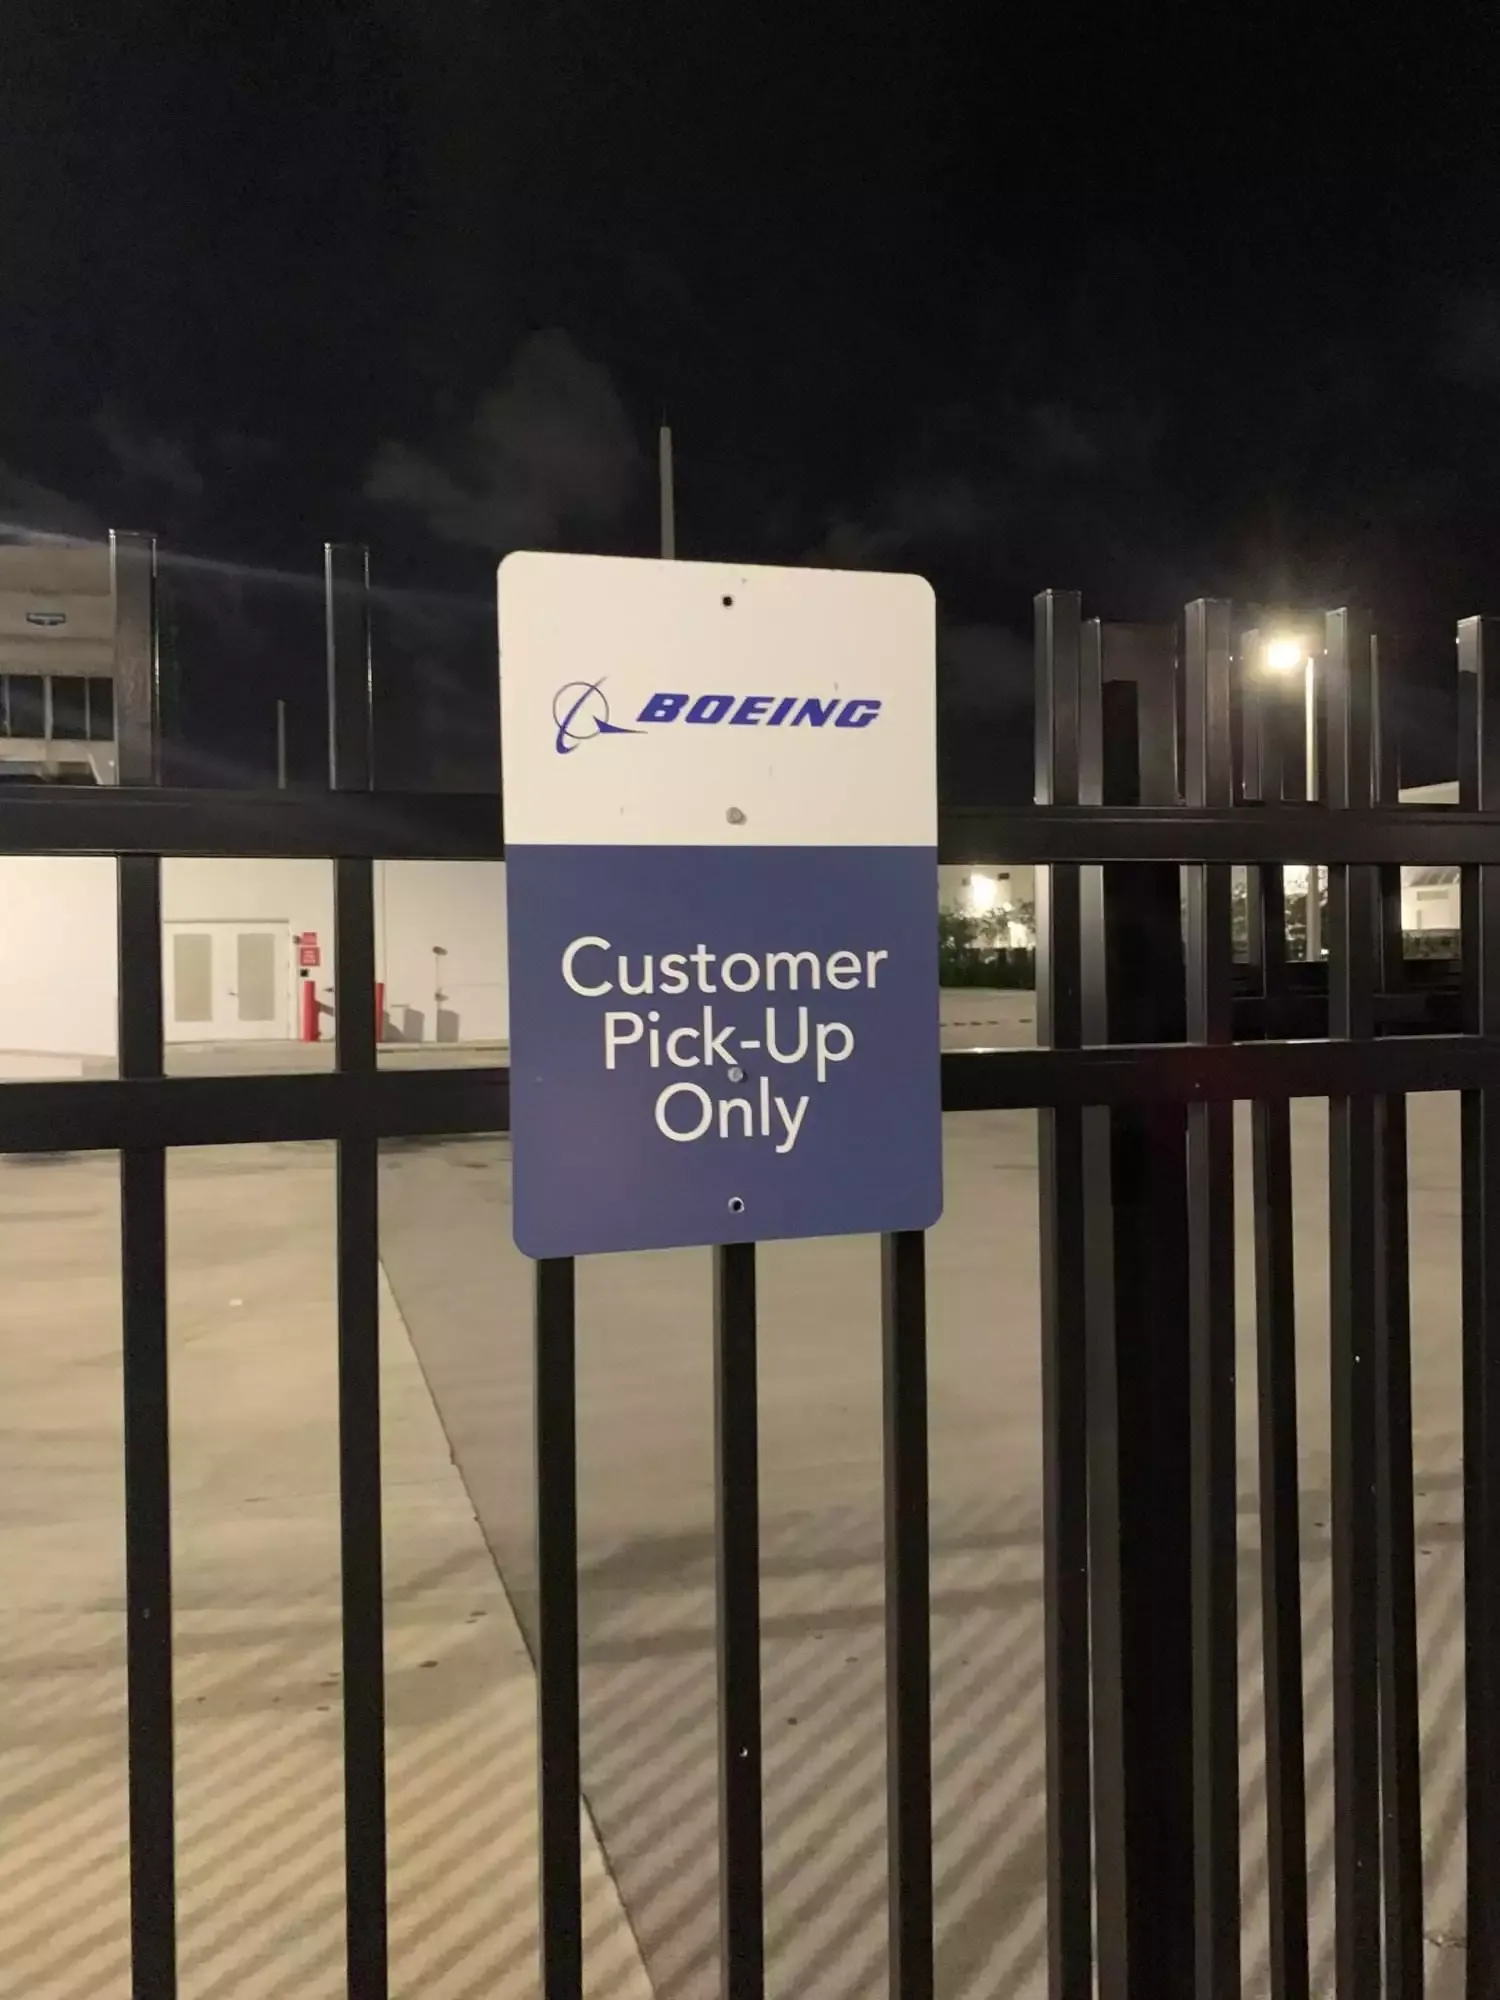 BOEING
Customer
Pick-Up
Only